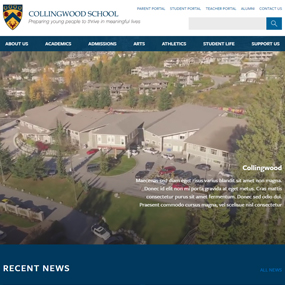 COLLINGWOOD SCHOOL
Preparing young people to thrive in meaningful lives
PARENT PORTAL STUDENT PORTAL TEACHER PORTAL ALUMNI CONTACT US
ABOUT US ACADEMICS ADMISSIONS ARTS ATHLETICS STUDENT LIFE SUPPORT US
Collingwood
Maecenas sed diam eget risus varius blandit sit amet non magna.
Donec id elit non mi porta gravida at eget metus. Cras mattis
consectetur purus sit amet fermentum. Donec sed odio dui.
Praesent commodo cursus magna, vel scelerisque nisl consectetur
RECENT NEWS
ALL NEWS